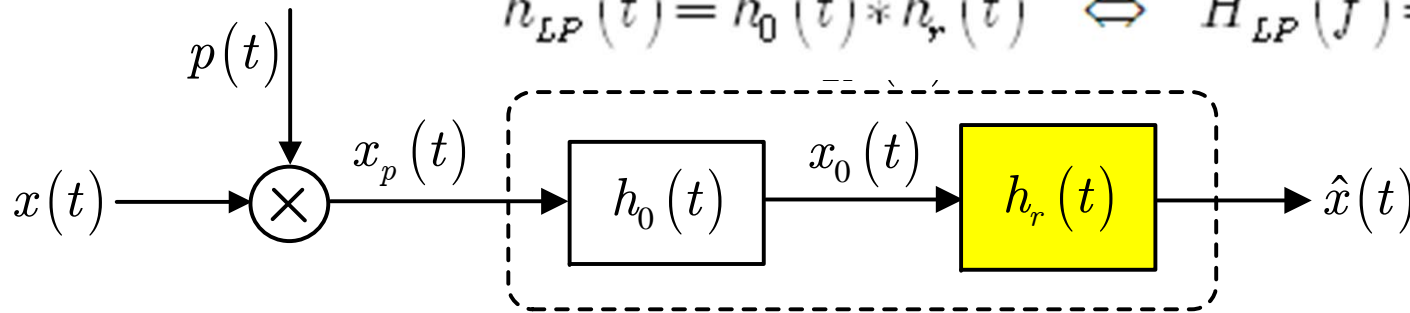 h_LP(t) = h_0(t) * h_r(t) ⇔ H_LP(f) =
p(t)
x(t) × x_p(t) h_0(t) x_0(t) h_r(t) x̂(t)